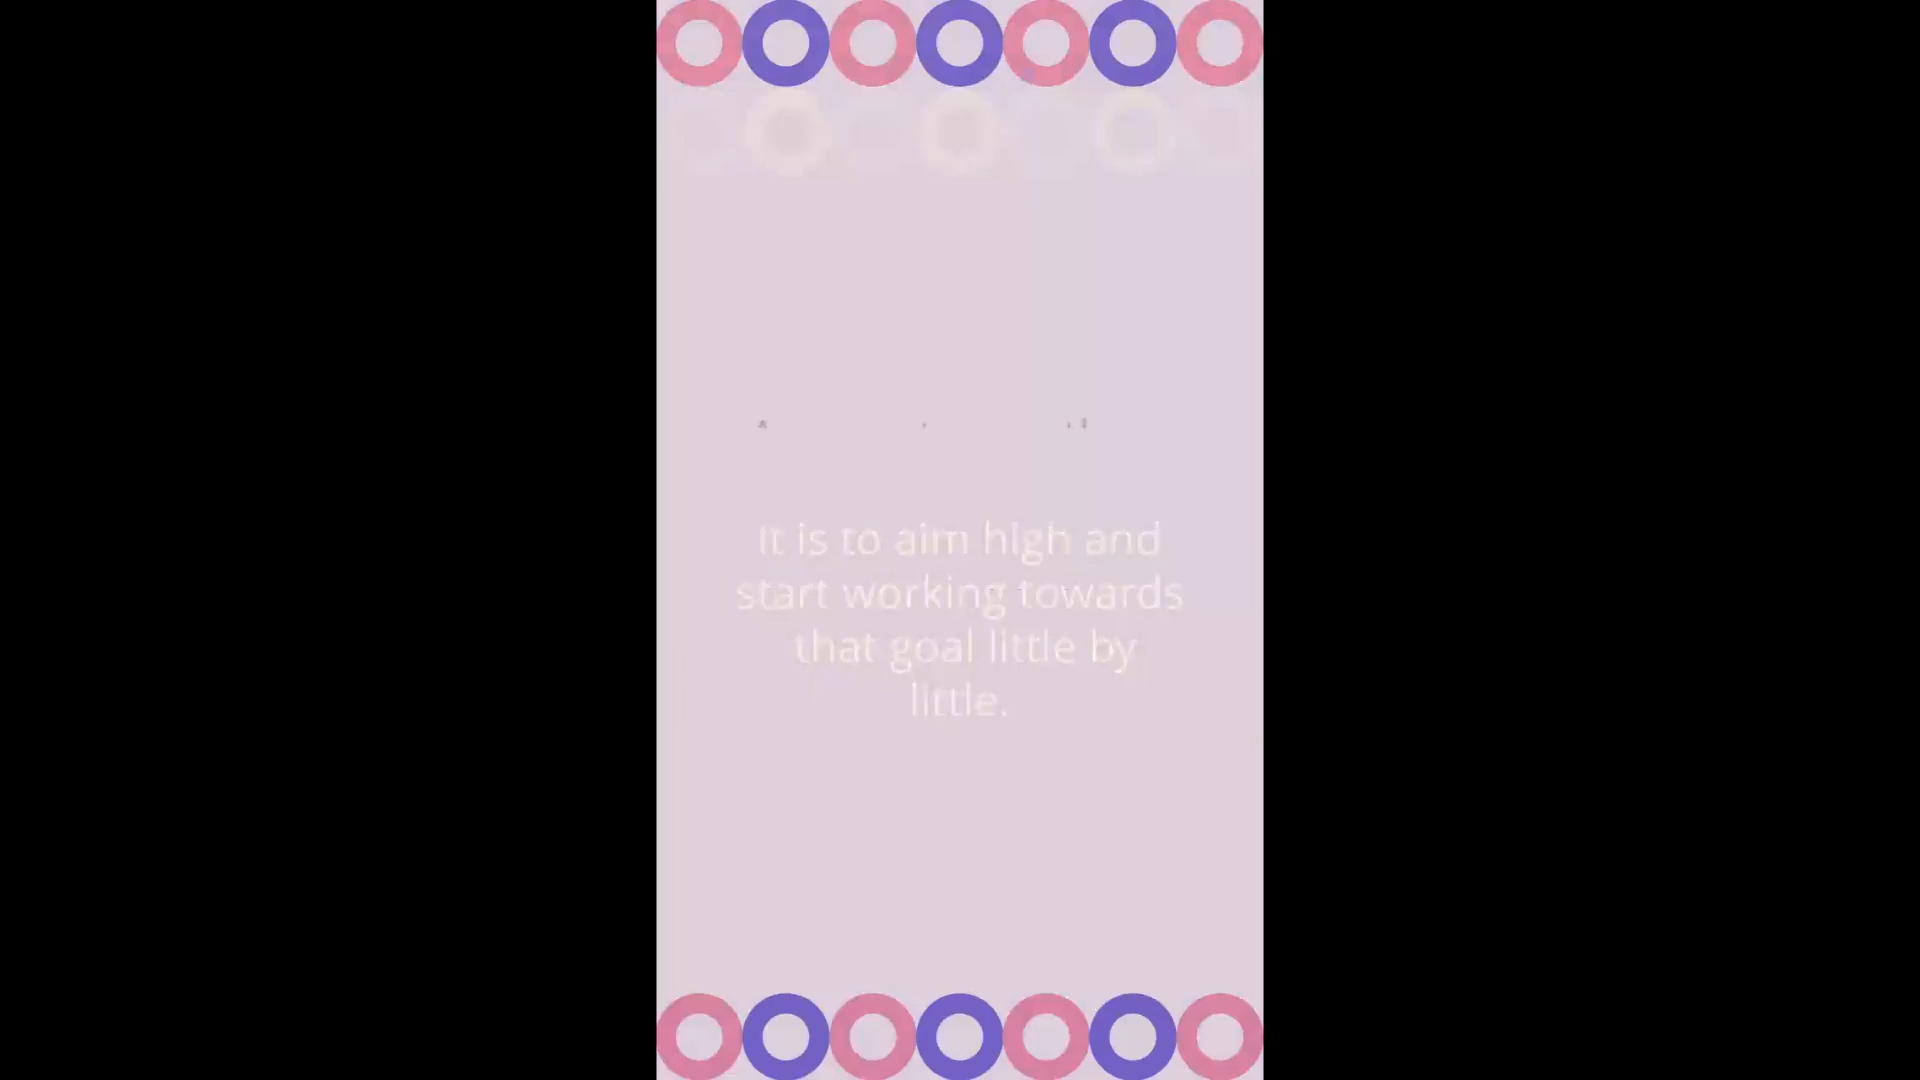 It is to aim high and
start working towards
that goal little by
little.